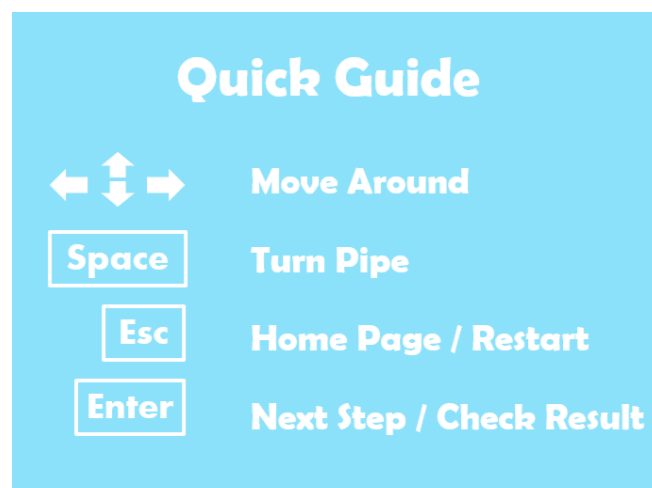 Quick Guide
Move Around
Space Turn Pipe
Esc Home Page / Restart
Enter Next Step / Check Result